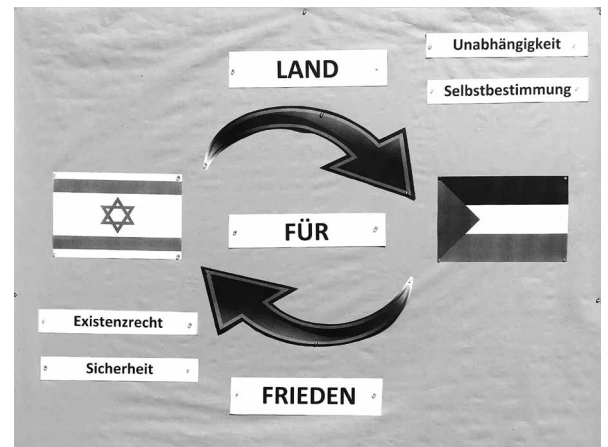 LAND
Unabhängigkeit
Selbstbestimmung
FÜR
Existenzrecht
Sicherheit
FRIEDEN